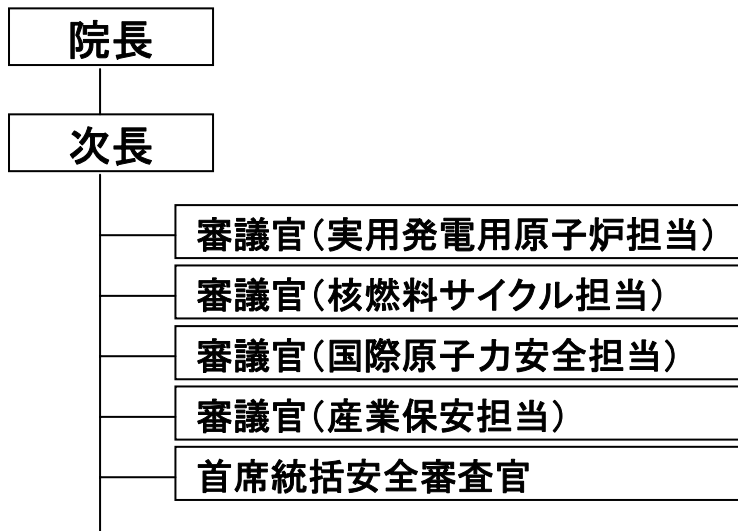 院長
次長
審議官（実用発電用原子炉担当）
審議官（核燃料サイクル担当）
審議官（国際原子力安全担当）
審議官（産業保安担当）
首席統括安全審査官